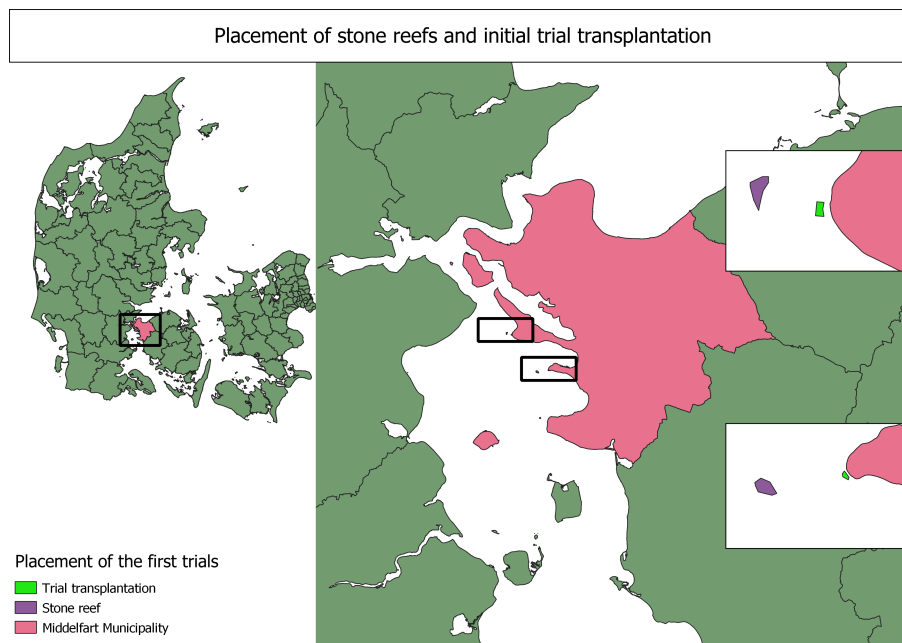 Placement of stone reefs and initial trial transplantation
Placement of the first trials
Trial transplantation
Stone reef
Middelfart Municipality